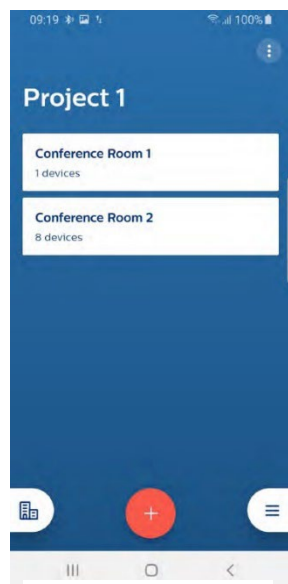 09:19 100%
Project 1
Conference Room 1
1 devices
Conference Room 2
8 devices